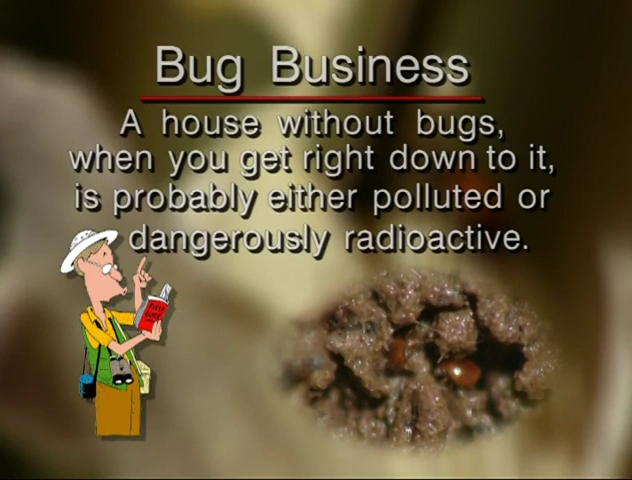 Bug Business
A house without bugs,
when you get right down to it,
is probably either polluted or
dangerously radioactive.